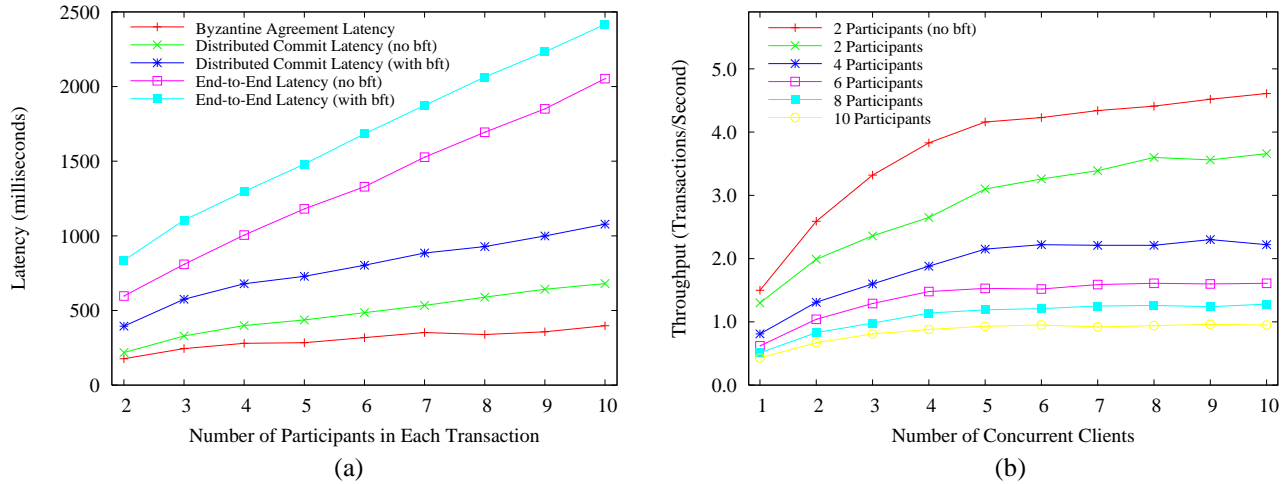 2500
2000
1500
1000
500
0
Latency (milliseconds)
Byzantine Agreement Latency
Distributed Commit Latency (no bft)
Distributed Commit Latency (with bft)
End-to-End Latency (no bft)
End-to-End Latency (with bft)
2 3 4 5 6 7 8 9 10
Number of Participants in Each Transaction
(a)
5.0
4.0
3.0
2.0
1.0
0.0
Throughput (Transactions/Second)
2 Participants (no bft)
2 Participants
4 Participants
6 Participants
8 Participants
10 Participants
1 2 3 4 5 6 7 8 9 10
Number of Concurrent Clients
(b)